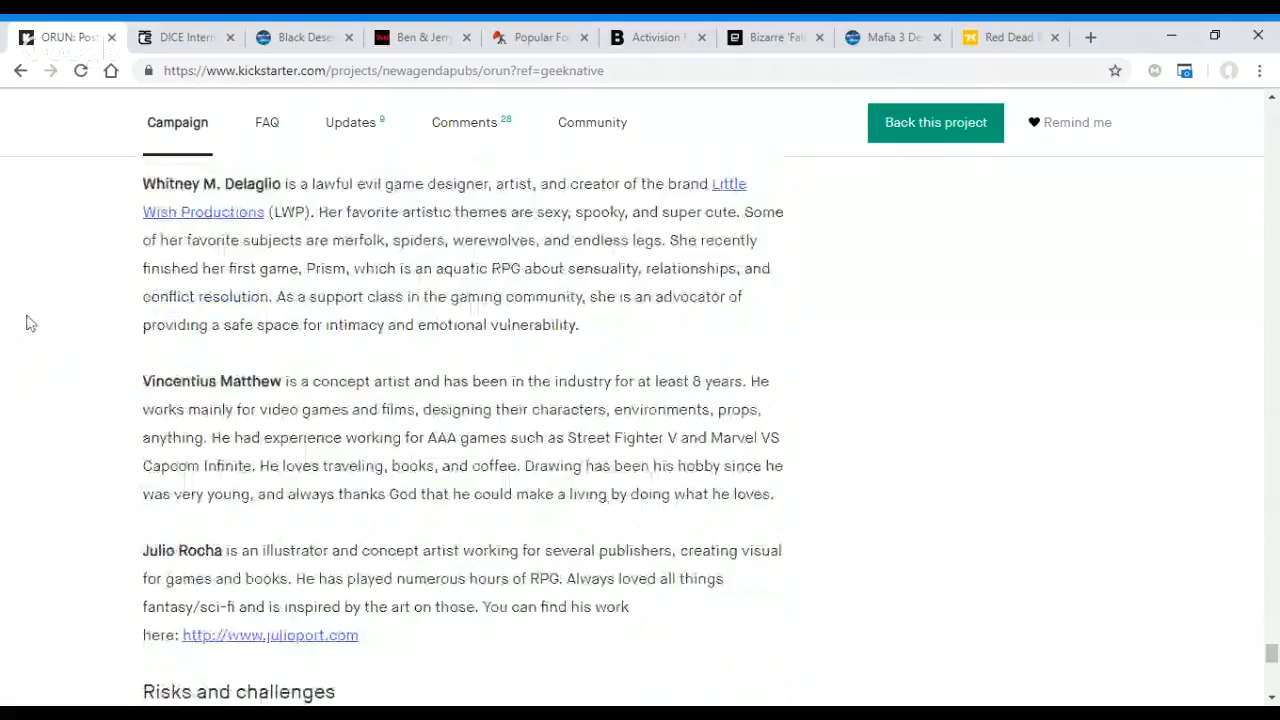 ORUN: Pos
DICE Intern
Black Deser
Ben & Jerry
Popular Fo
Activision F
Bizarre 'Fal
Mafia 3 De
Red Dead R
https://www.kickstarter.com/projects/newagendapubs/orun?ref=geeknative
Campaign FAQ Updates 9 Comments 28 Community Back this project Remind me
Whitney M. Delaglio is a lawful evil game designer, artist, and creator of the brand Little
Wish Productions (LWP). Her favorite artistic themes are sexy, spooky, and super cute. Some
of her favorite subjects are merfolk, spiders, werewolves, and endless legs. She recently
finished her first game, Prism, which is an aquatic RPG about sensuality, relationships, and
conflict resolution. As a support class in the gaming community, she is an advocator of
providing a safe space for intimacy and emotional vulnerability.
Vincentius Matthew is a concept artist and has been in the industry for at least 8 years. He
works mainly for video games and films, designing their characters, environments, props,
anything. He had experience working for AAA games such as Street Fighter V and Marvel VS
Capcom Infinite. He loves traveling, books, and coffee. Drawing has been his hobby since he
was very young, and always thanks God that he could make a living by doing what he loves.
Julio Rocha is an illustrator and concept artist working for several publishers, creating visual
for games and books. He has played numerous hours of RPG. Always loved all things
fantasy/sci-fi and is inspired by the art on those. You can find his work
here: http://www.julioport.com
Risks and challenges